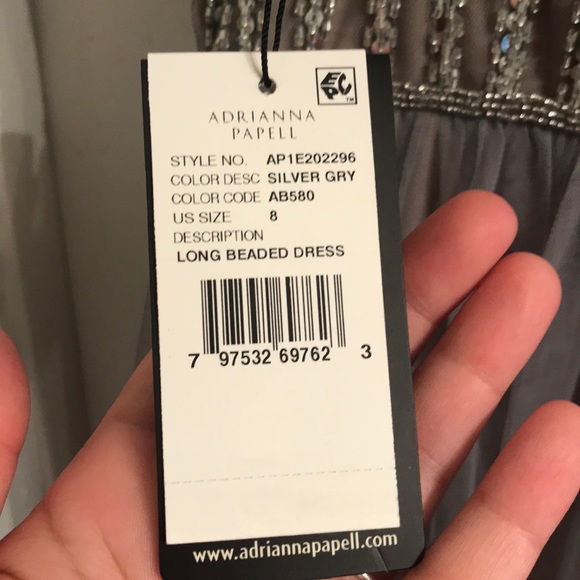 EPC™
ADRIANNA
PAPELL
STYLE NO. AP1E202296
COLOR DESC SILVER GRY
COLOR CODE AB580
US SIZE 8
DESCRIPTION
LONG BEADED DRESS
7 97532 69762 3
www.adriannapapell.com